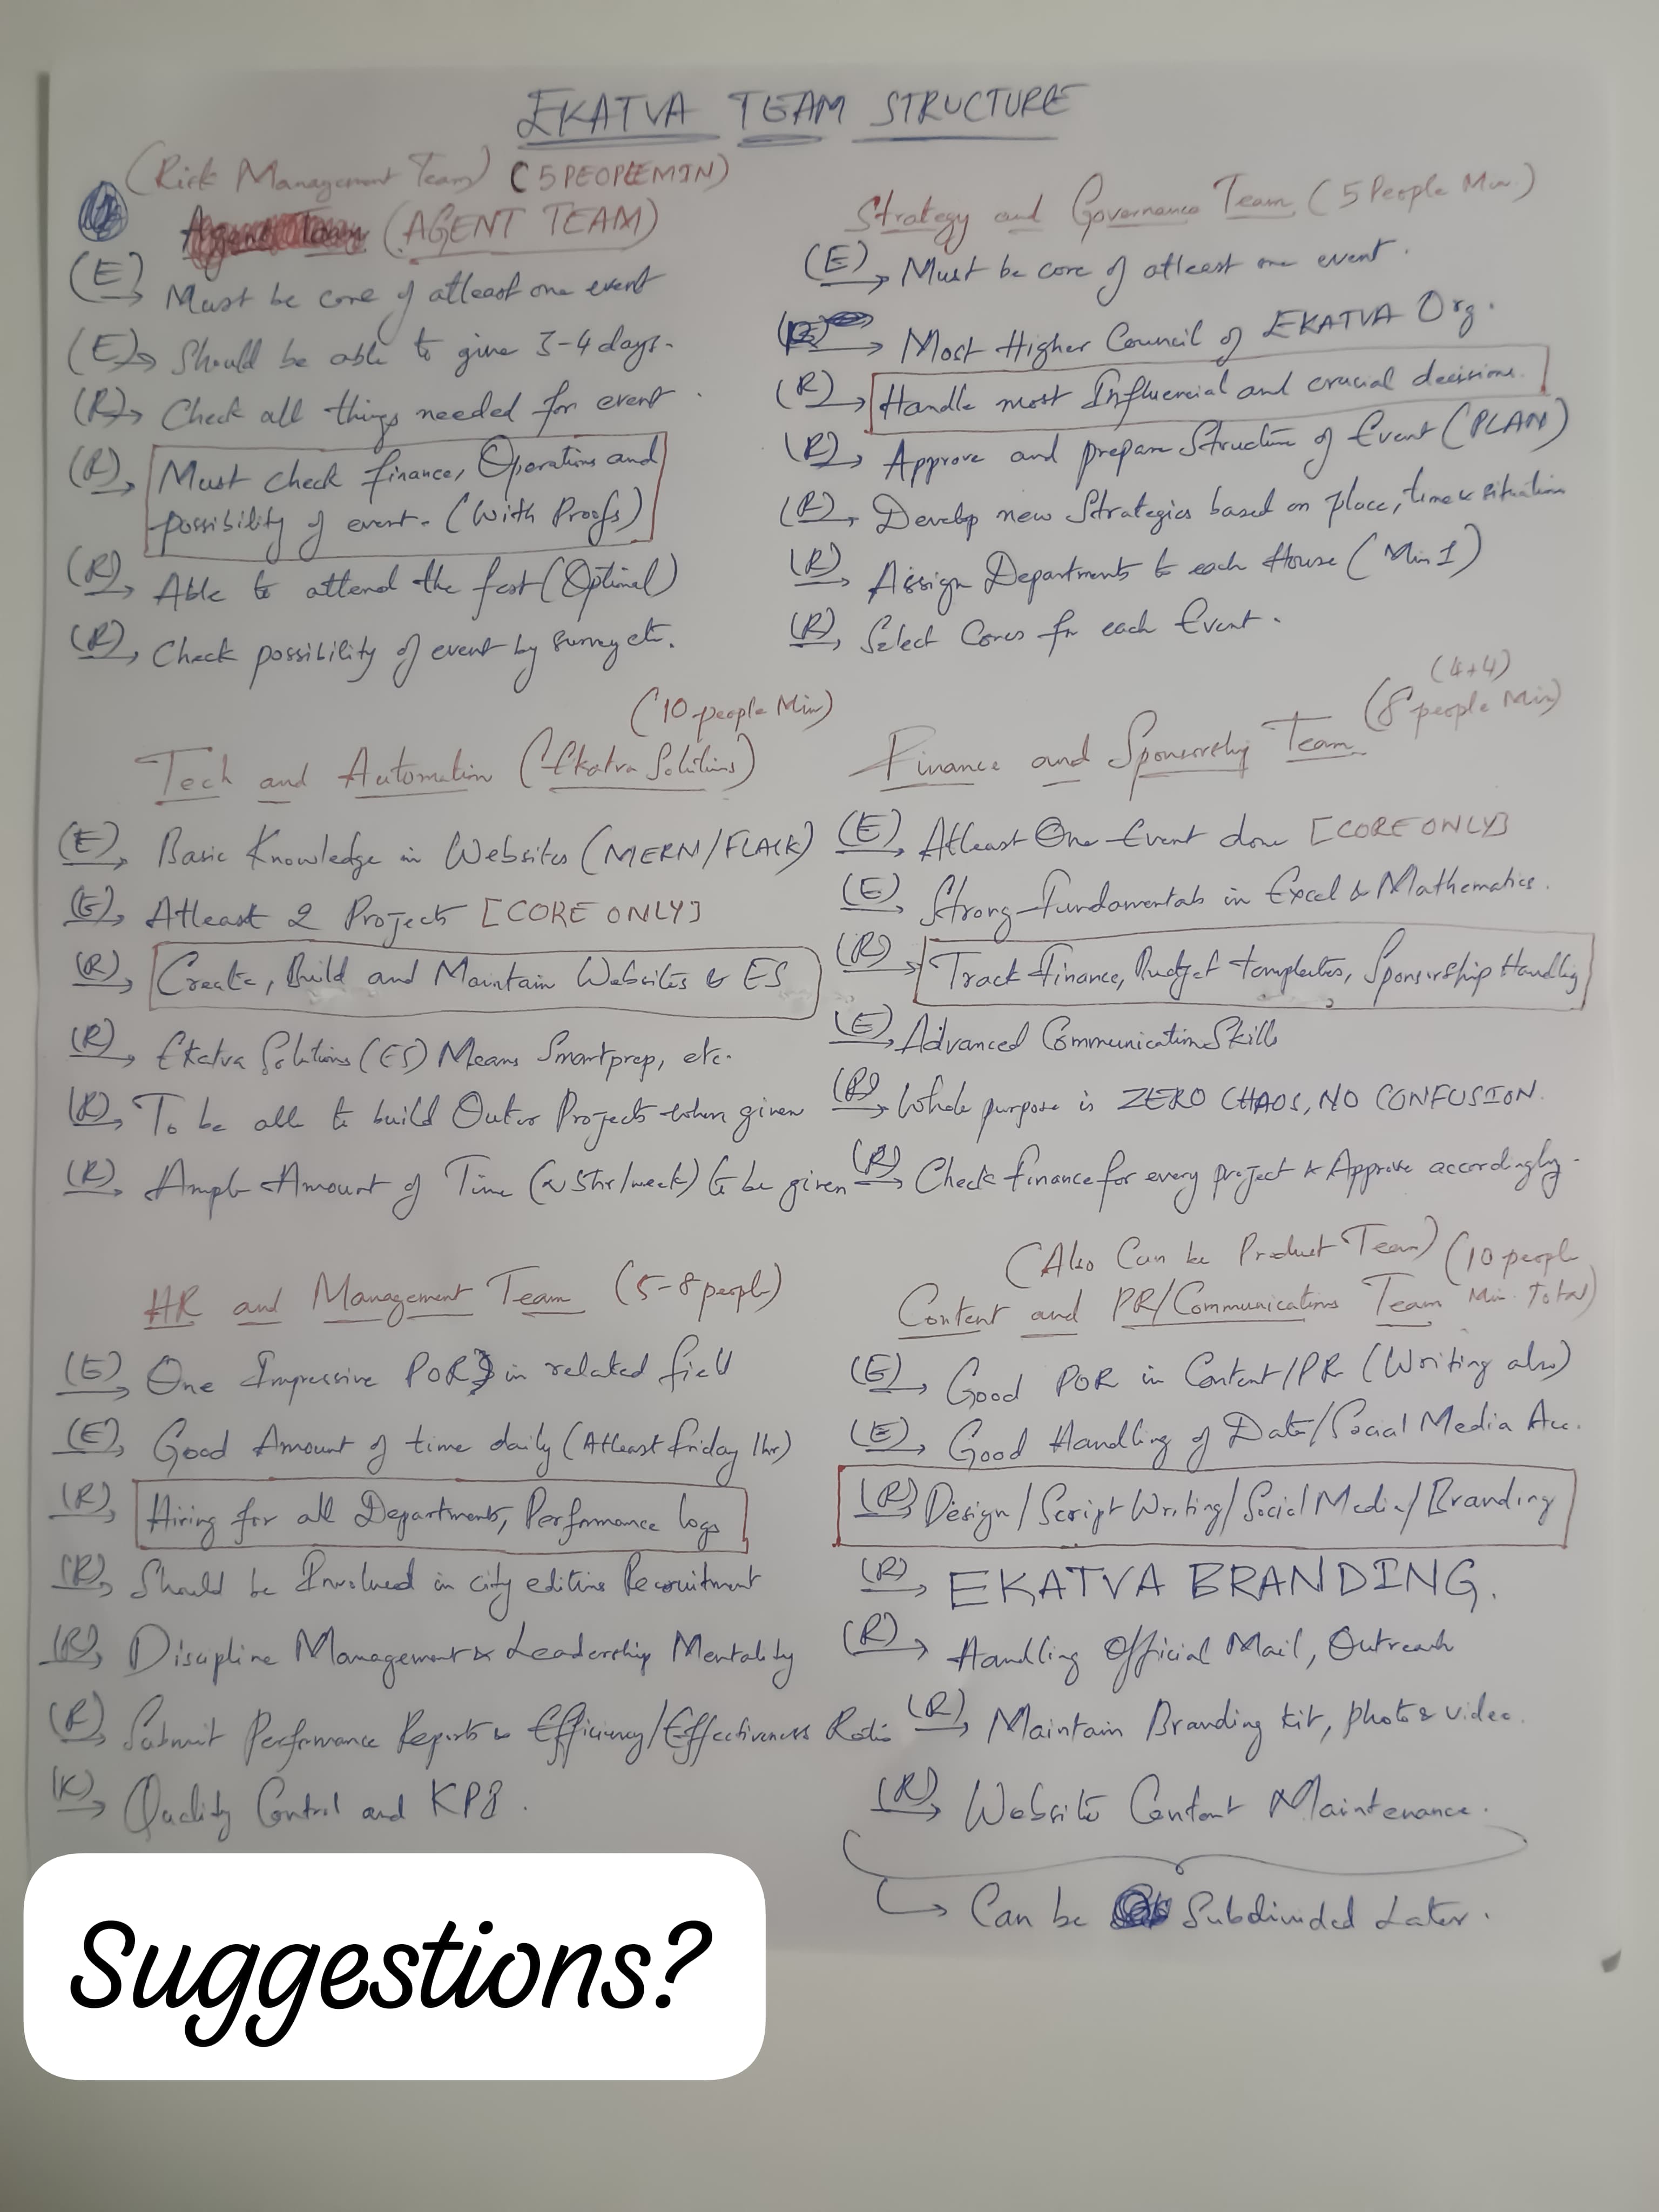 EKATVA TEAM STRUCTURE
(Risk Management Team) (5 PEOPLE MIN)
Agent Team (AGENT TEAM)
(E) → Must be core of atleast one event
(E) → Should be able to give 3-4 days.
(R) → Check all things needed for event.
(R) → Must check finance, Operations and
possibility of event. (With Proofs)
(R) → Able to attend the fest (Optional)
(R) → Check possibility of event by survey etc.
Strategy and Governance Team (5 People Min.)
(E) → Must be core of atleast one event.
→ Most Higher Council of EKATVA Org.
(R) → Handle most Influencial and crucial decisions.
(R) → Approve and prepare Structure of Event (PLAN)
(R) → Develop new Strategies based on place, time & situation
(R) → Assign Departments to each House (Min 1)
(R) → Select Cores for each Event.
(10 people Min)
Tech and Automation (Ekatva Solutions)
(E) → Basic Knowledge in Websites (MERN/FLASK)
(E) → Atleast 2 Projects [CORE ONLY]
(R) → Create, Build and Maintain Websites & ES
(R) → Ekatva Solutions (ES) Means Smartprep, etc.
(R) → To be able to build Outer Projects when given
(R) → Ample Amount of Time (~5hr/week) to be given
(4+4)
(8 people Min)
Finance and Sponsorship Team
(E) → Atleast One Event done [CORE ONLY]
(E) → Strong Fundamentals in Excel & Mathematics.
(R) → Track Finance, Budget templates, Sponsorship Handling
(E) → Advanced Communication Skills
(R) → Whole purpose is ZERO CHAOS, NO CONFUSION.
(R) → Check finance for every project & Approve accordingly.
HR and Management Team (5-8 people)
(E) → One Impressive POR in related field
(E) → Good Amount of time daily (Atleast friday 1hr)
(R) → Hiring for all Departments, Performance logs
(R) → Should be Involved in city editions Recruitment
(R) → Discipline Management & Leadership Mentality
(R) → Submit Performance Reports & Efficiency/Effectiveness Ratio
(R) → Quality Control and KPI.
(Also Can be Product Team) (10 people
Content and PR/Communications Team Min Total)
(E) → Good POR in Content/PR (Writing also)
(E) → Good Handling of Data/Social Media Acc.
(R) → Design/Script Writing/Social Media/Branding
(R) → EKATVA BRANDING.
(R) → Handling Official Mail, Outreach
(R) → Maintain Branding kit, photo & video.
(R) → Website Content Maintenance.
→ Can be Subdivided Later.
Suggestions?